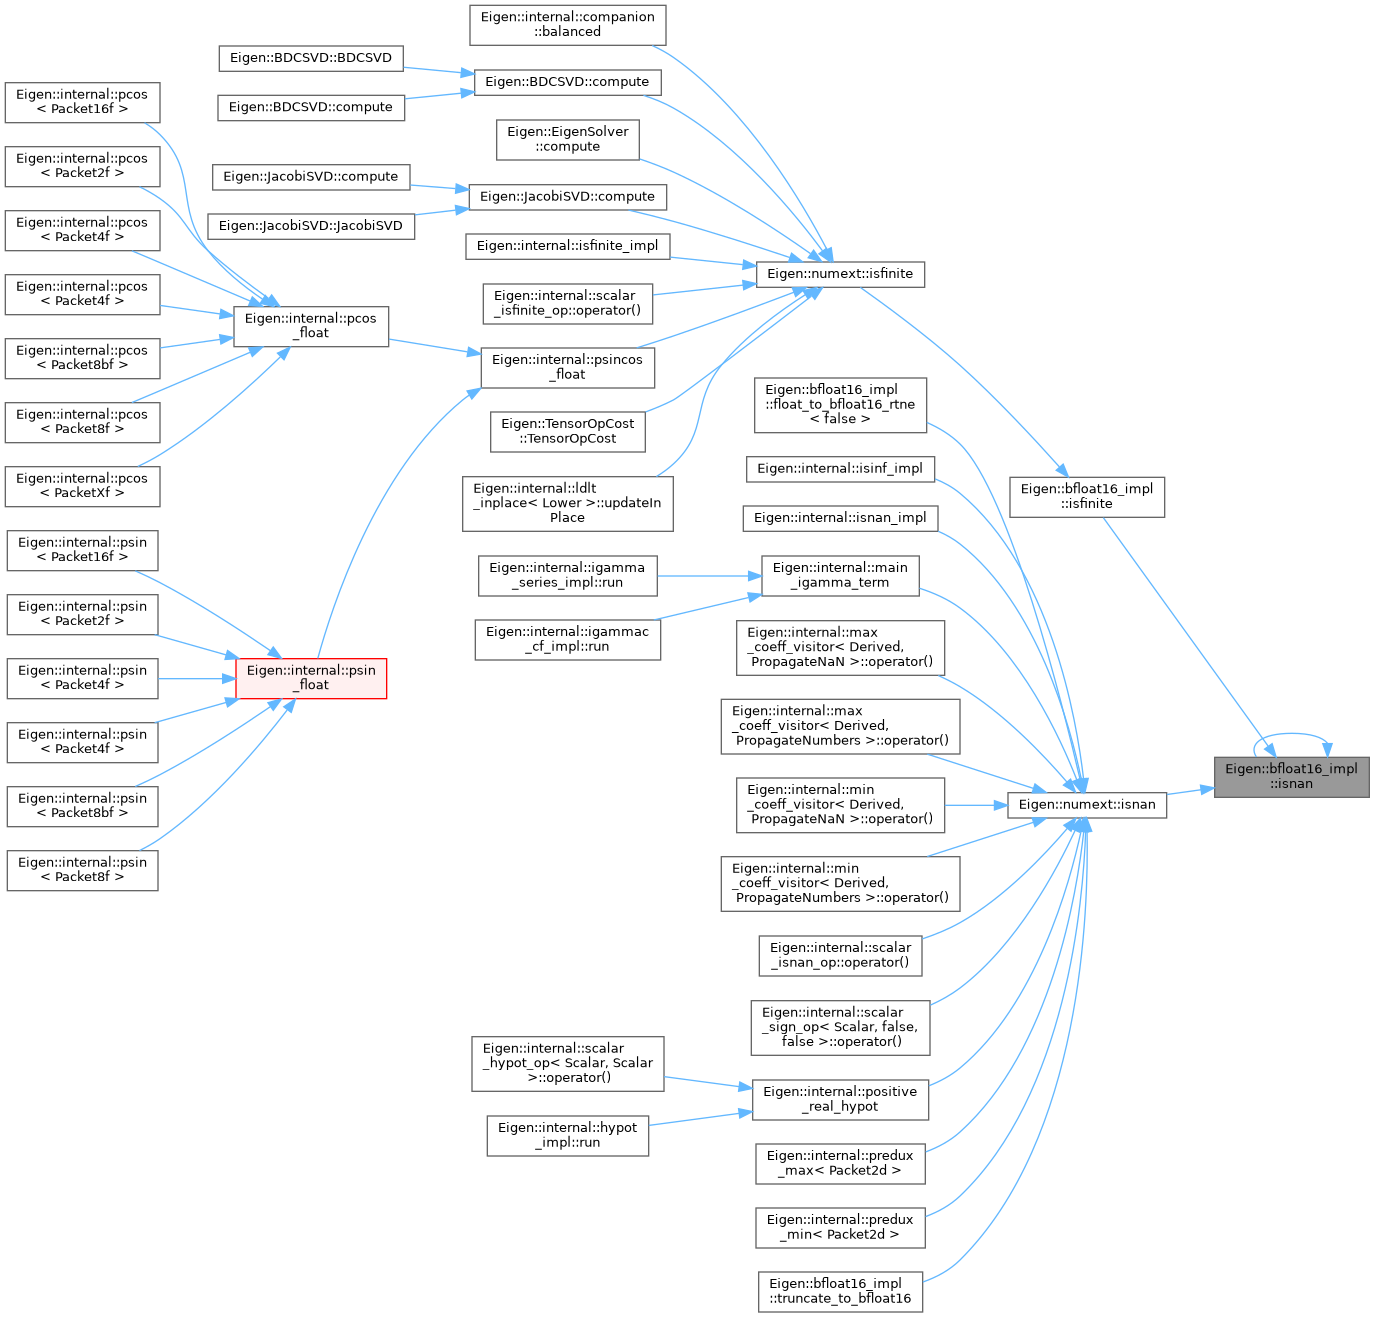 Eigen::internal::companion
::balanced
Eigen::BDCSVD::BDCSVD
Eigen::BDCSVD::compute
Eigen::BDCSVD::compute
Eigen::internal::pcos
< Packet16f >
Eigen::EigenSolver
::compute
Eigen::internal::pcos
< Packet2f >
Eigen::JacobiSVD::compute
Eigen::JacobiSVD::compute
Eigen::JacobiSVD::JacobiSVD
Eigen::internal::pcos
< Packet4f >
Eigen::internal::isfinite_impl
Eigen::numext::isfinite
Eigen::internal::pcos
< Packet4f >
Eigen::internal::scalar
_isfinite_op::operator()
Eigen::internal::pcos
_float
Eigen::internal::pcos
< Packet8bf >
Eigen::internal::psincos
_float
Eigen::bfloat16_impl
::float_to_bfloat16_rtne
< false >
Eigen::internal::pcos
< Packet8f >
Eigen::TensorOpCost
::TensorOpCost
Eigen::internal::isinf_impl
Eigen::internal::pcos
< PacketXf >
Eigen::internal::ldlt
_inplace< Lower >::updateIn
Place
Eigen::bfloat16_impl
::isfinite
Eigen::internal::isnan_impl
Eigen::internal::psin
< Packet16f >
Eigen::internal::igamma
_series_impl::run
Eigen::internal::main
_igamma_term
Eigen::internal::psin
< Packet2f >
Eigen::internal::igammac
_cf_impl::run
Eigen::internal::max
_coeff_visitor< Derived,
PropagateNaN >::operator()
Eigen::internal::psin
< Packet4f >
Eigen::internal::psin
_float
Eigen::internal::max
_coeff_visitor< Derived,
PropagateNumbers >::operator()
Eigen::internal::psin
< Packet4f >
Eigen::bfloat16_impl
::isnan
Eigen::internal::min
_coeff_visitor< Derived,
PropagateNaN >::operator()
Eigen::numext::isnan
Eigen::internal::psin
< Packet8bf >
Eigen::internal::psin
< Packet8f >
Eigen::internal::min
_coeff_visitor< Derived,
PropagateNumbers >::operator()
Eigen::internal::scalar
_isnan_op::operator()
Eigen::internal::scalar
_sign_op< Scalar, false,
false >::operator()
Eigen::internal::scalar
_hypot_op< Scalar, Scalar
>::operator()
Eigen::internal::positive
_real_hypot
Eigen::internal::hypot
_impl::run
Eigen::internal::predux
_max< Packet2d >
Eigen::internal::predux
_min< Packet2d >
Eigen::bfloat16_impl
::truncate_to_bfloat16